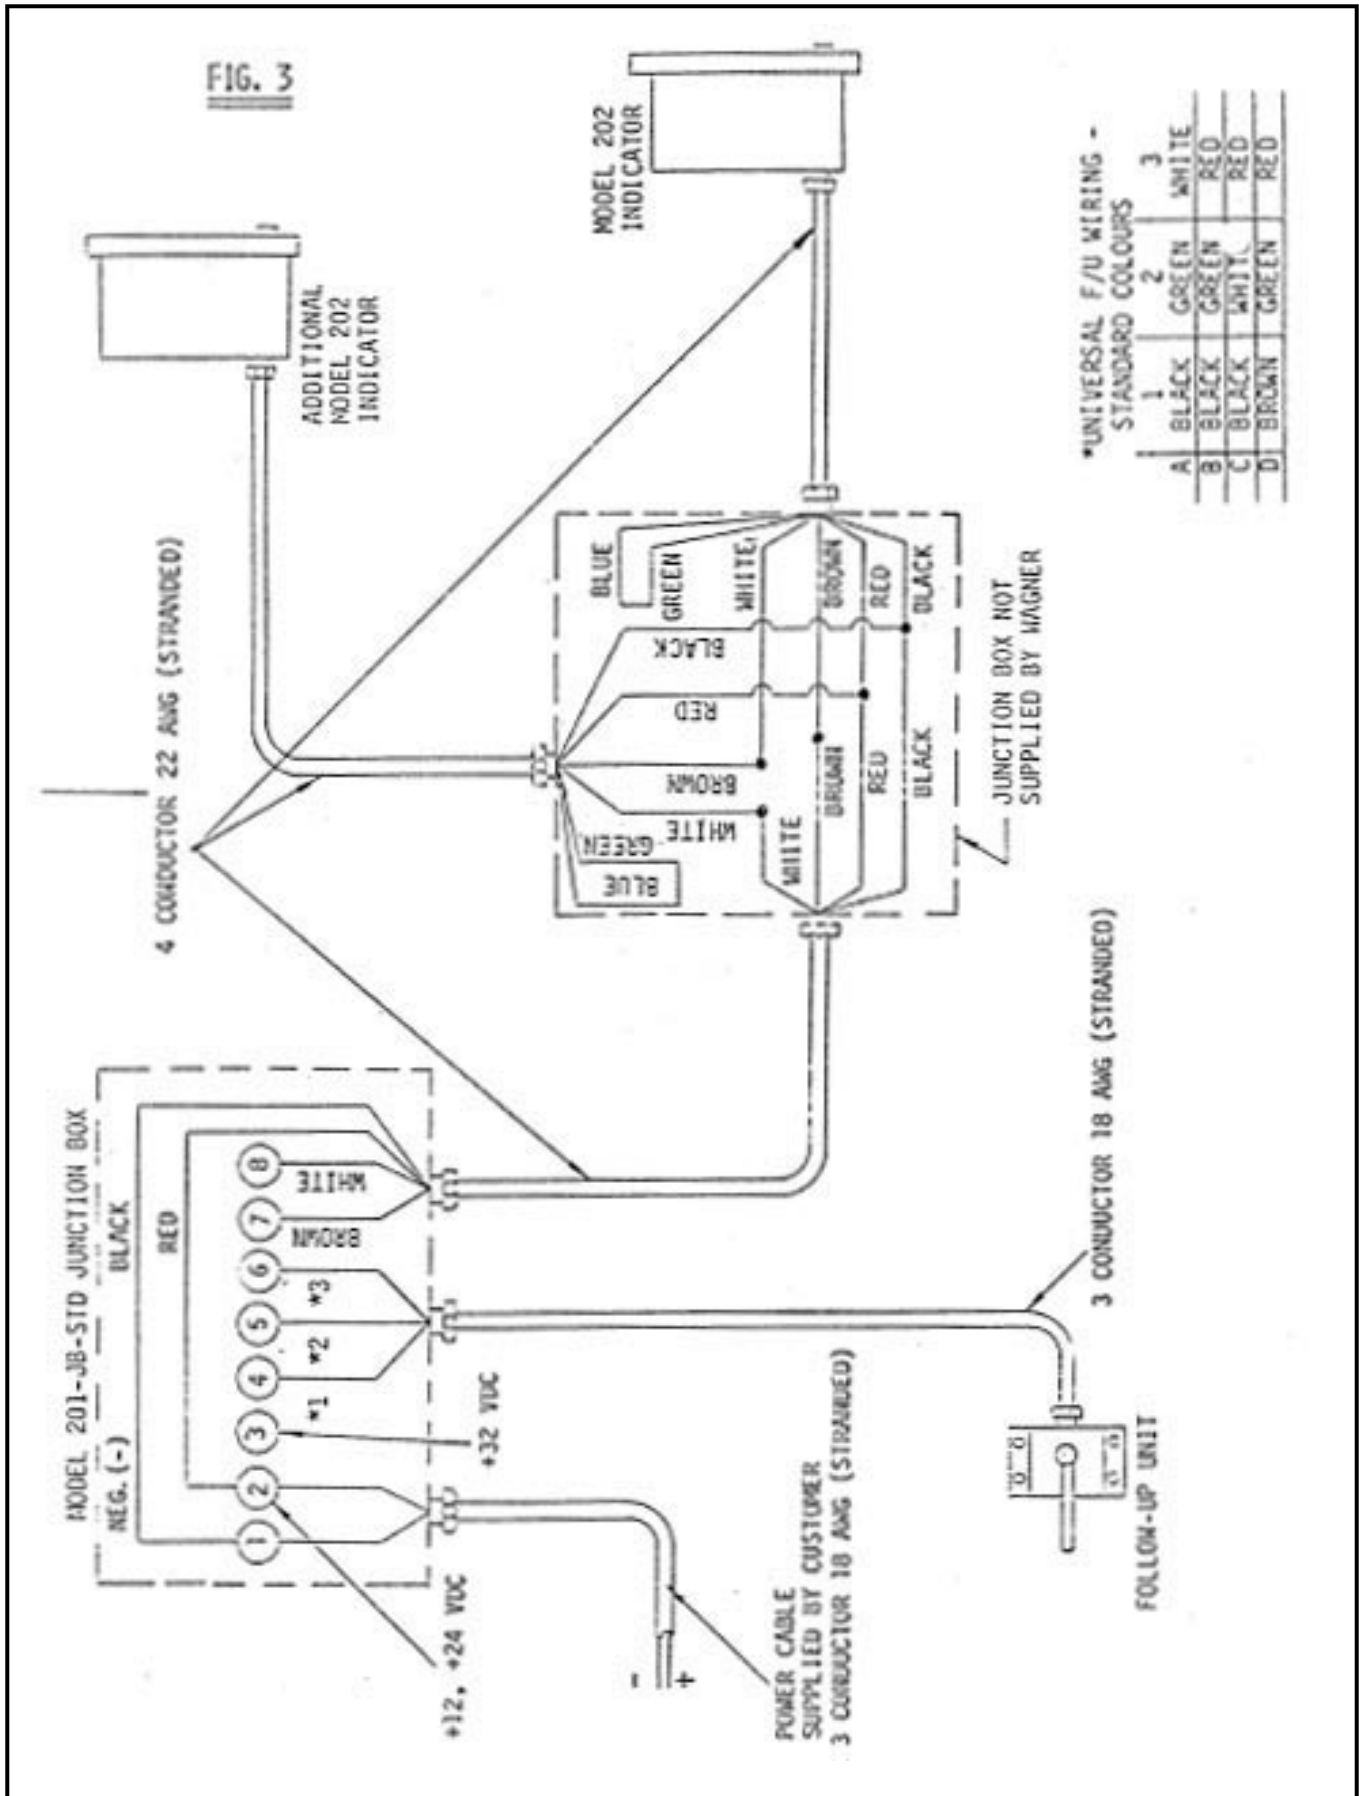 FIG. 3
MODEL 201-JB-STD JUNCTION BOX
NEG.(-)
BLACK
RED
1
2
3
4
5
6
7
8
*1
*2
*3
BROWN
WHITE
+12, +24 VDC
+32 VDC
-
+
POWER CABLE
SUPPLIED BY CUSTOMER
3 CONDUCTOR 18 AWG (STRANDED)
FOLLOW-UP UNIT
3 CONDUCTOR 18 AWG (STRANDED)
4 CONDUCTOR 22 AWG (STRANDED)
ADDITIONAL
MODEL 202
INDICATOR
MODEL 202
INDICATOR
BLUE
GREEN
WHITE
BROWN
RED
BLACK
BLUE
GREEN
WHITE
BROWN
RED
BLACK
WHITE
BROWN
RED
BLACK
JUNCTION BOX NOT
SUPPLIED BY WAGNER
*UNIVERSAL F/U WIRING -
STANDARD COLOURS
1 2 3
A BLACK GREEN WHITE
B BLACK GREEN RED
C BLACK WHITE RED
D BROWN GREEN RED